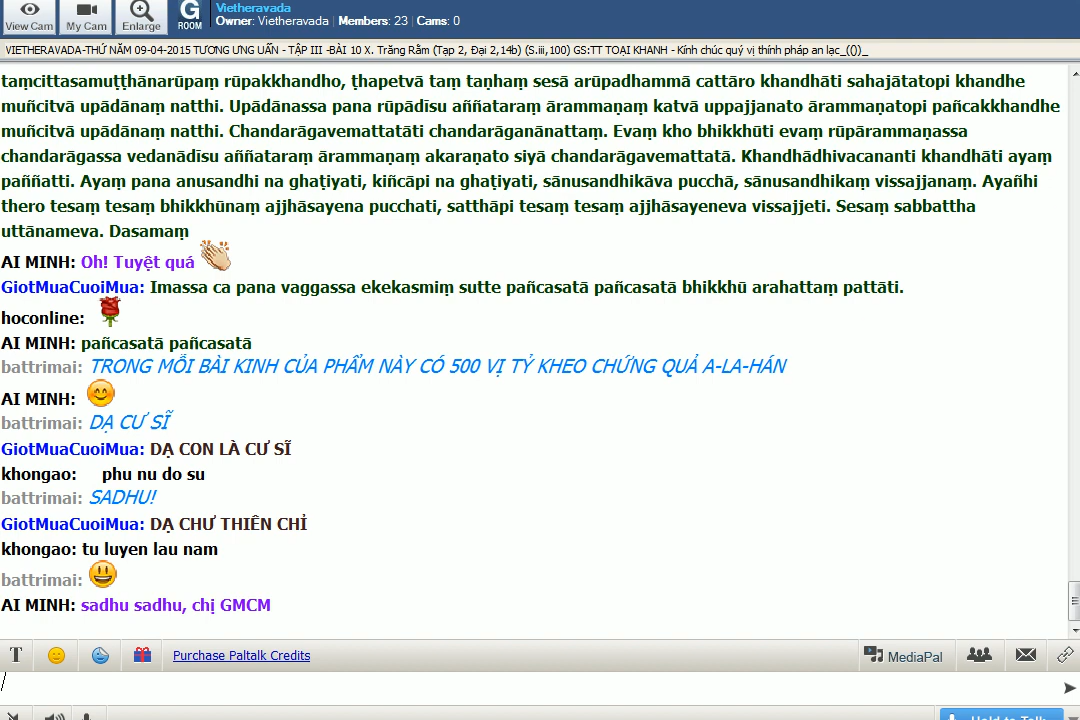 View Cam
My Cam
Enlarge
G
ROOM
Vietheravada
Owner: Vietheravada | Members: 23 | Cams: 0
VIETHERAVADA-THỨ NĂM 09-04-2015 TƯƠNG ƯNG UẨN - TẬP III -BÀI 10 X. Trăng Rằm (Tạp 2, Đại 2,14b) (S.iii,100) GS:TT TOẠI KHANH - Kính chúc quý vị thính pháp an lạc_(())_
taṃcittasamuṭṭhānarūpaṃ rūpakkhandho, ṭhapetvā taṃ taṇhaṃ sesā arūpadhammā cattāro khandhāti sahajātatopi khandhe
muñcitvā upādānaṃ natthi. Upādānassa pana rūpādīsu aññataraṃ ārammaṇaṃ katvā uppajjanato ārammaṇatopi pañcakkhandhe
muñcitvā upādānaṃ natthi. Chandarāgavemattatāti chandarāganānattaṃ. Evaṃ kho bhikkhūti evaṃ rūpārammaṇassa
chandarāgassa vedanādīsu aññataraṃ ārammaṇaṃ akaraṇato siyā chandarāgavemattatā. Khandhādhivacananti khandhāti ayaṃ
paññatti. Ayaṃ pana anusandhi na ghaṭiyati, kiñcāpi na ghaṭiyati, sānusandhikāva pucchā, sānusandhikaṃ vissajjanaṃ. Ayañhi
thero tesaṃ tesaṃ bhikkhūnaṃ ajjhāsayena pucchati, satthāpi tesaṃ tesaṃ ajjhāsayeneva vissajjeti. Sesaṃ sabbattha
uttānameva. Dasamaṃ
AI MINH: Oh! Tuyệt quá
GiotMuaCuoiMua: Imassa ca pana vaggassa ekekasmiṃ sutte pañcasatā pañcasatā bhikkhū arahattaṃ pattāti.
hoconline:
AI MINH: pañcasatā pañcasatā
battrimai: TRONG MỖI BÀI KINH CỦA PHẨM NÀY CÓ 500 VỊ TỶ KHEO CHỨNG QUẢ A-LA-HÁN
AI MINH:
battrimai: DẠ CƯ SĨ
GiotMuaCuoiMua: DẠ CON LÀ CƯ SĨ
khongao: phu nu do su
battrimai: SADHU!
GiotMuaCuoiMua: DẠ CHƯ THIÊN CHỈ
khongao: tu luyen lau nam
battrimai:
AI MINH: sadhu sadhu, chị GMCM
T
Purchase Paltalk Credits
MediaPal
/
Hold to Talk